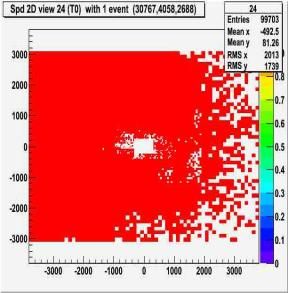 Spd 2D view 24 (T0) with 1 event (30767,4058,2688)
24
Entries 99703
Mean x -492.5
Mean y 81.26
RMS x 2013
RMS y 1739
3000
2000
1000
0
-1000
-2000
-3000
-3000 -2000 -1000 0 1000 2000 3000
0.8
0.7
0.6
0.5
0.4
0.3
0.2
0.1
0